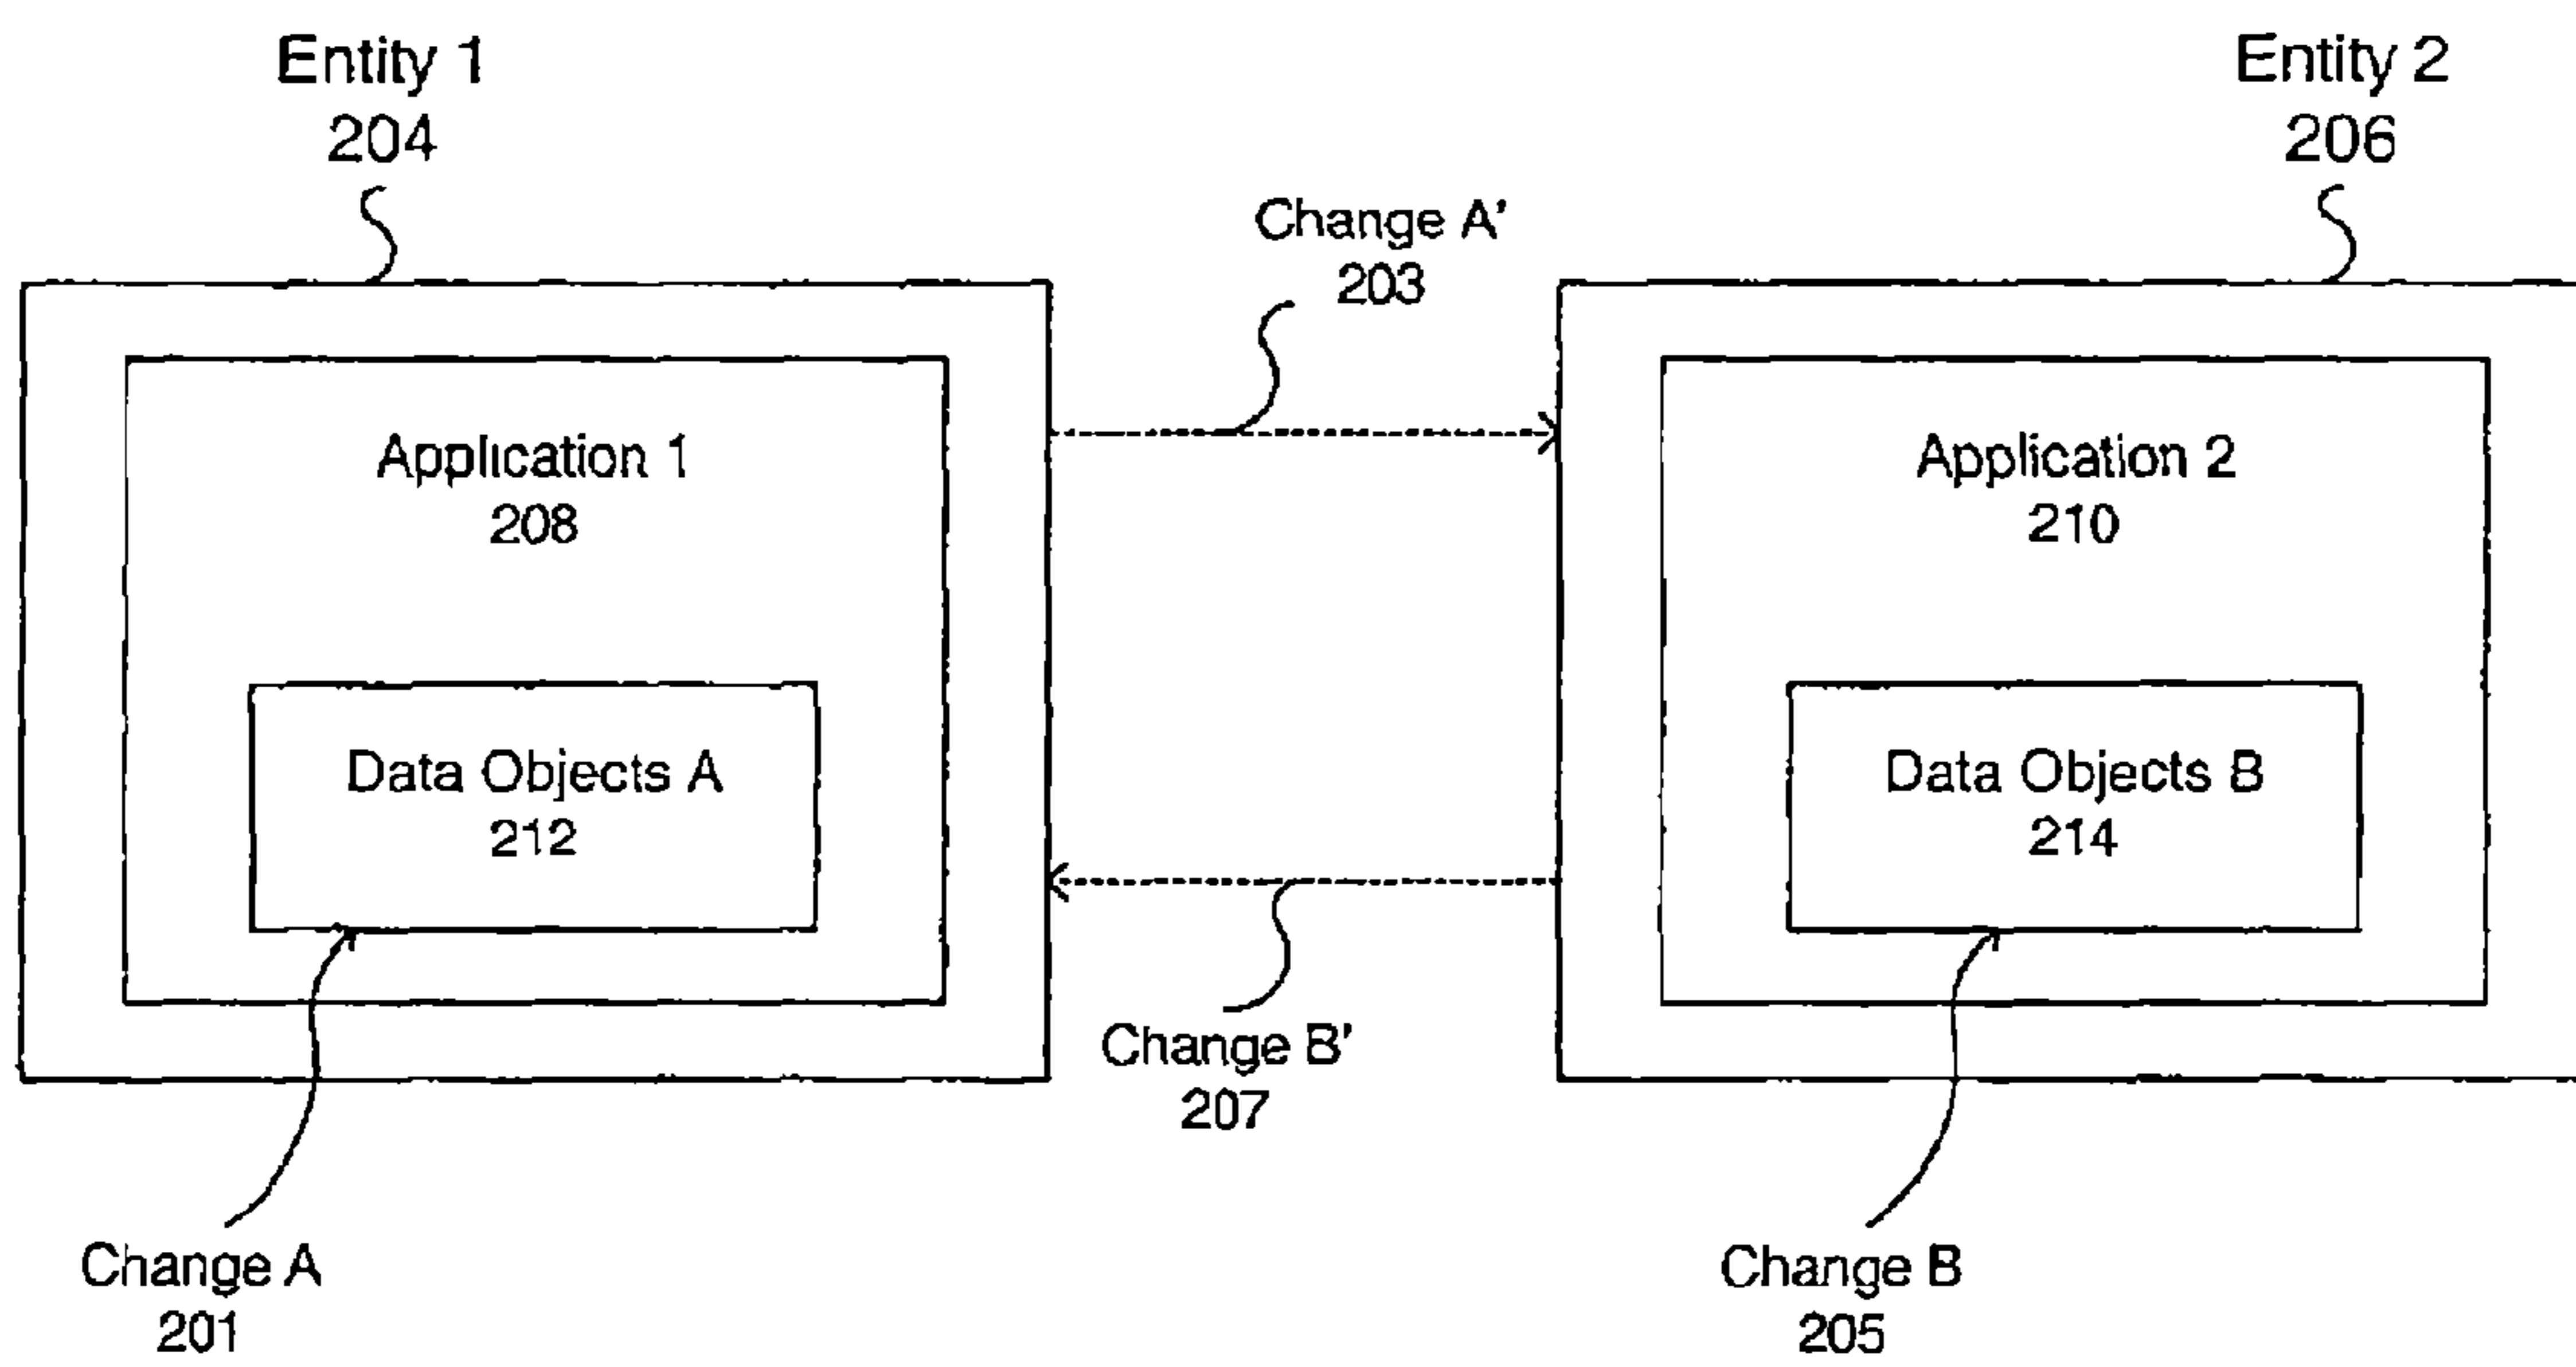 Entity 1
204
Entity 2
206
Change A'
203
Application 1
208
Application 2
210
Data Objects A
212
Data Objects B
214
Change B'
207
Change A
201
Change B
205